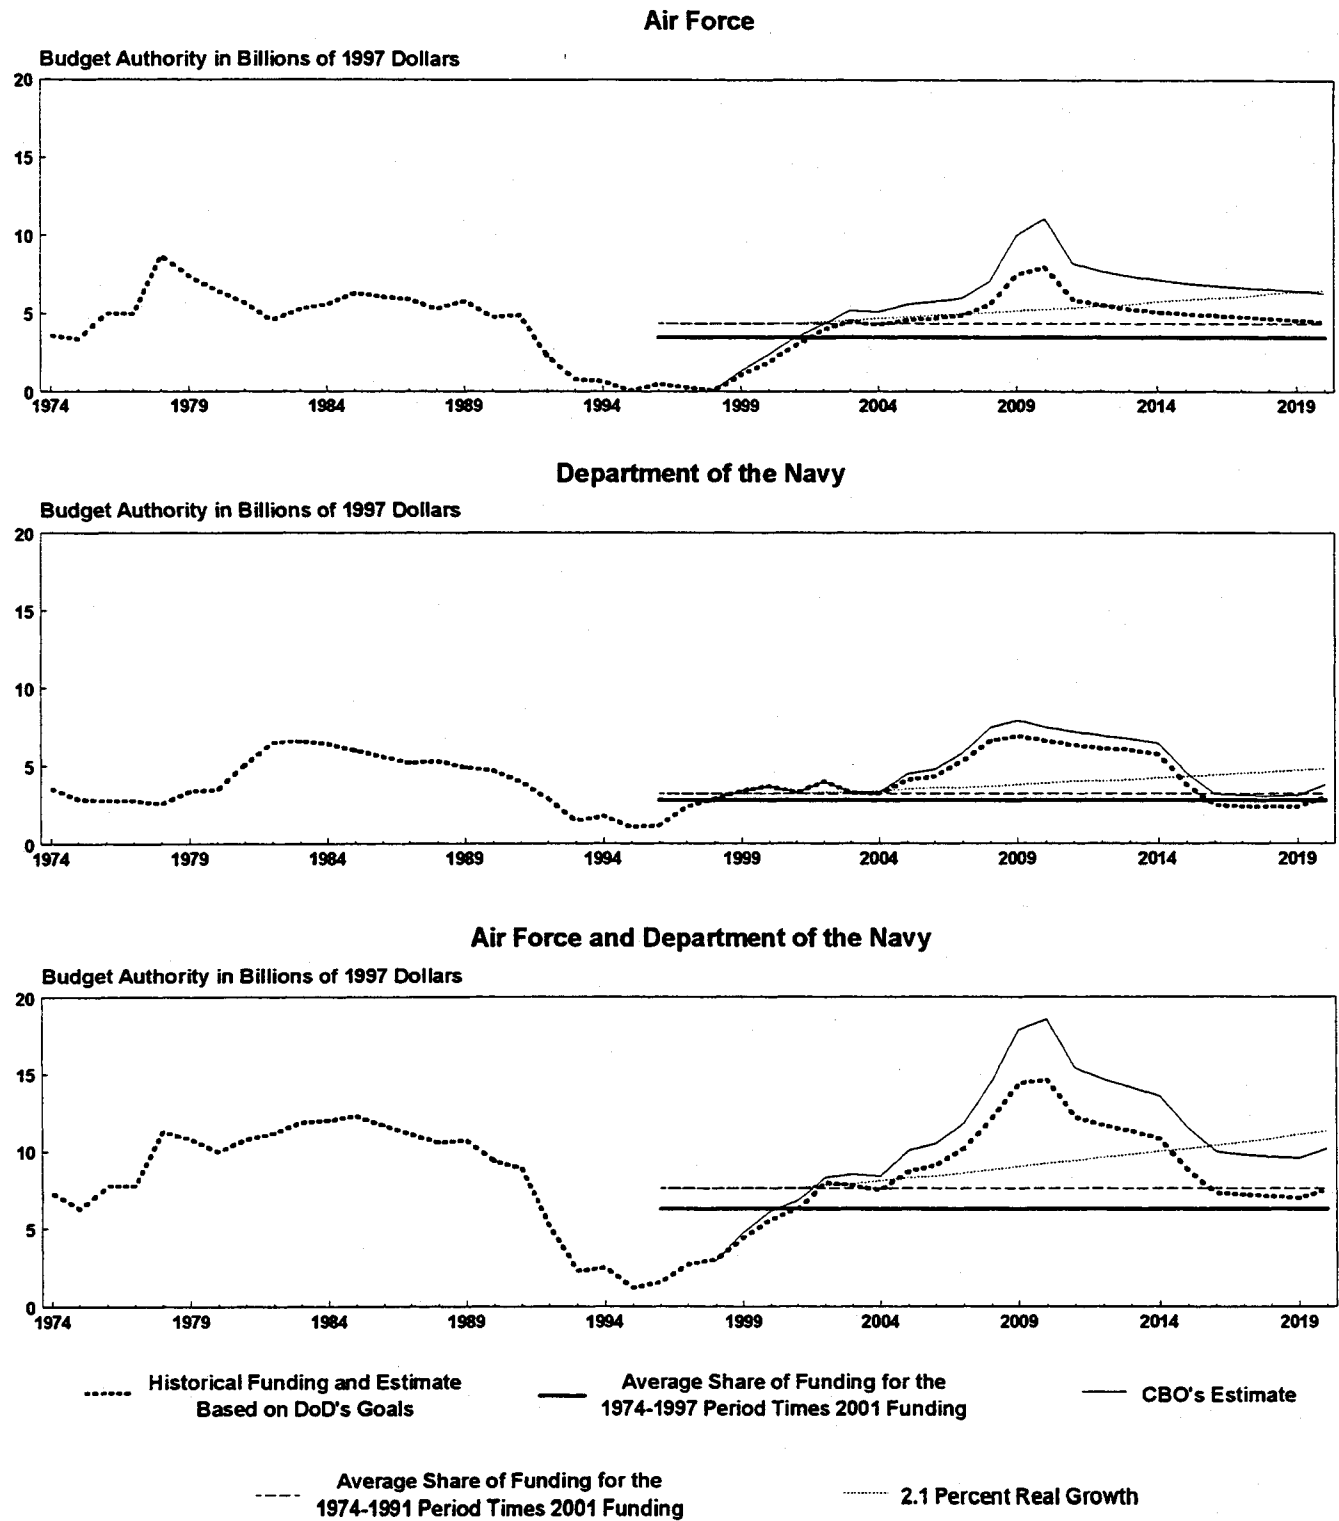 Air Force
Budget Authority in Billions of 1997 Dollars
20
15
10
5
0
1974 1979 1984 1989 1994 1999 2004 2009 2014 2019
Department of the Navy
Budget Authority in Billions of 1997 Dollars
20
15
10
5
0
1974 1979 1984 1989 1994 1999 2004 2009 2014 2019
Air Force and Department of the Navy
Budget Authority in Billions of 1997 Dollars
20
15
10
5
0
1974 1979 1984 1989 1994 1999 2004 2009 2014 2019
Historical Funding and Estimate
Based on DoD's Goals
Average Share of Funding for the
1974-1997 Period Times 2001 Funding
CBO's Estimate
Average Share of Funding for the
1974-1991 Period Times 2001 Funding
2.1 Percent Real Growth